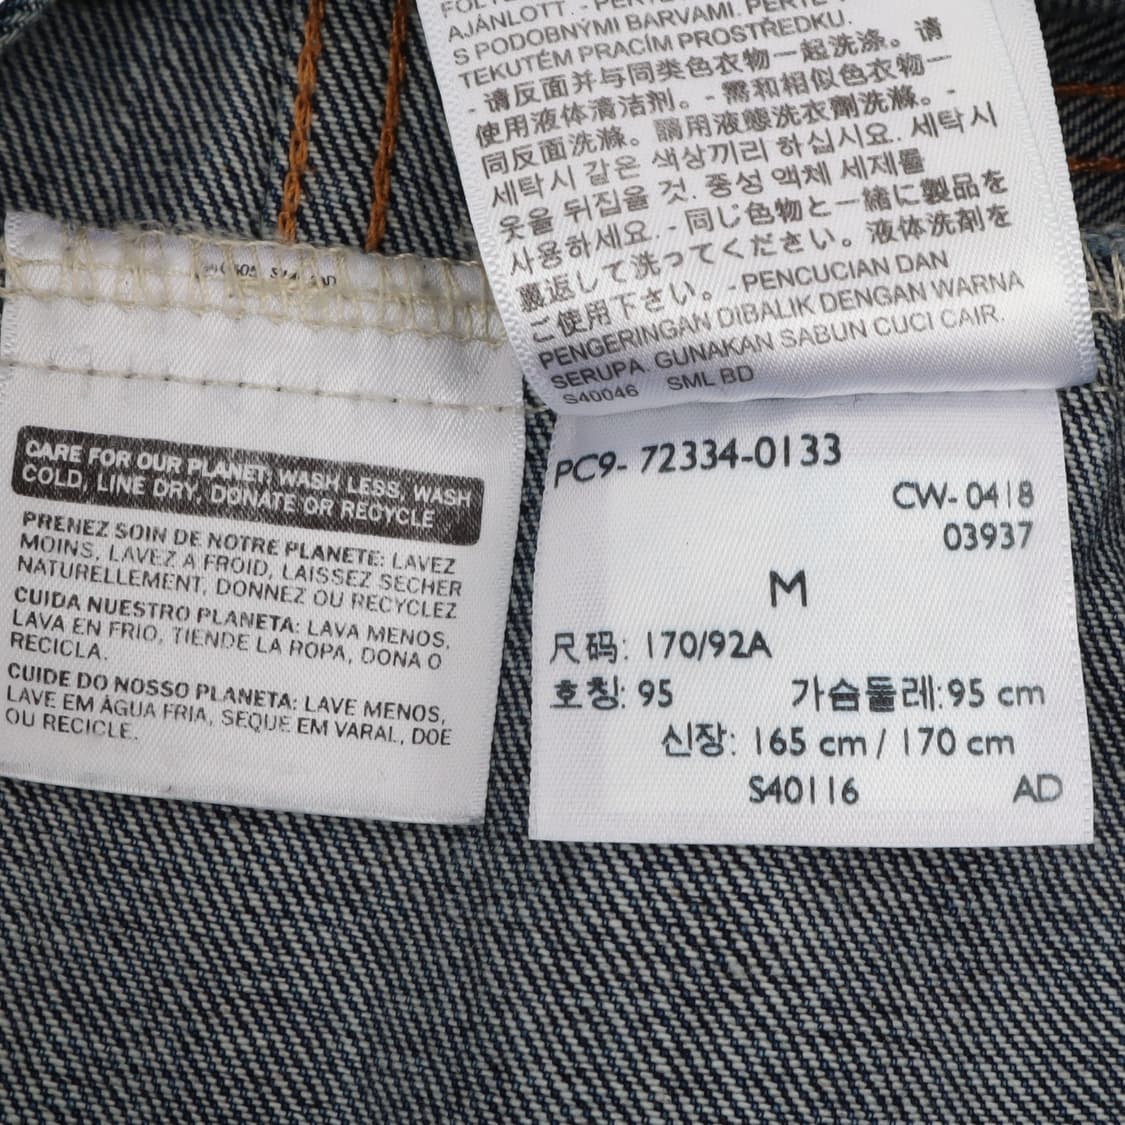 AJÁNLOTT.
S PODOBNÝMI BARVAMI.
TEKUTÉM PRACÍM PROSTŘEDKU.
- 请反面并与同类色衣物一起洗涤。请
使用液体清洁剂。- 需和相似色衣物一
同反面洗滌。請用液態洗衣劑洗滌。-
세탁시 같은 색상끼리 하십시요. 세탁시
옷을 뒤집을 것. 중성 액체 세제를
사용하세요. - 同じ色物と一緒に製品を
裏返して洗ってください。液体洗剤を
ご使用下さい。- PENCUCIAN DAN
PENGERINGAN DIBALIK DENGAN WARNA
SERUPA. GUNAKAN SABUN CUCI CAIR.
S40046 SML BD
CARE FOR OUR PLANET: WASH LESS, WASH
COLD, LINE DRY, DONATE OR RECYCLE
PRENEZ SOIN DE NOTRE PLANETE: LAVEZ
MOINS, LAVEZ A FROID, LAISSEZ SECHER
NATURELLEMENT, DONNEZ OU RECYCLEZ
CUIDA NUESTRO PLANETA: LAVA MENOS,
LAVA EN FRIO, TIENDE LA ROPA, DONA O
RECICLA.
CUIDE DO NOSSO PLANETA: LAVE MENOS,
LAVE EM ÁGUA FRIA, SEQUE EM VARAL, DOE
OU RECICLE.
PC9- 72334-0133
CW- 0418
03937
M
尺码: 170/92A
호칭: 95 가슴둘레: 95 cm
신장: 165 cm / 170 cm
S40116 AD